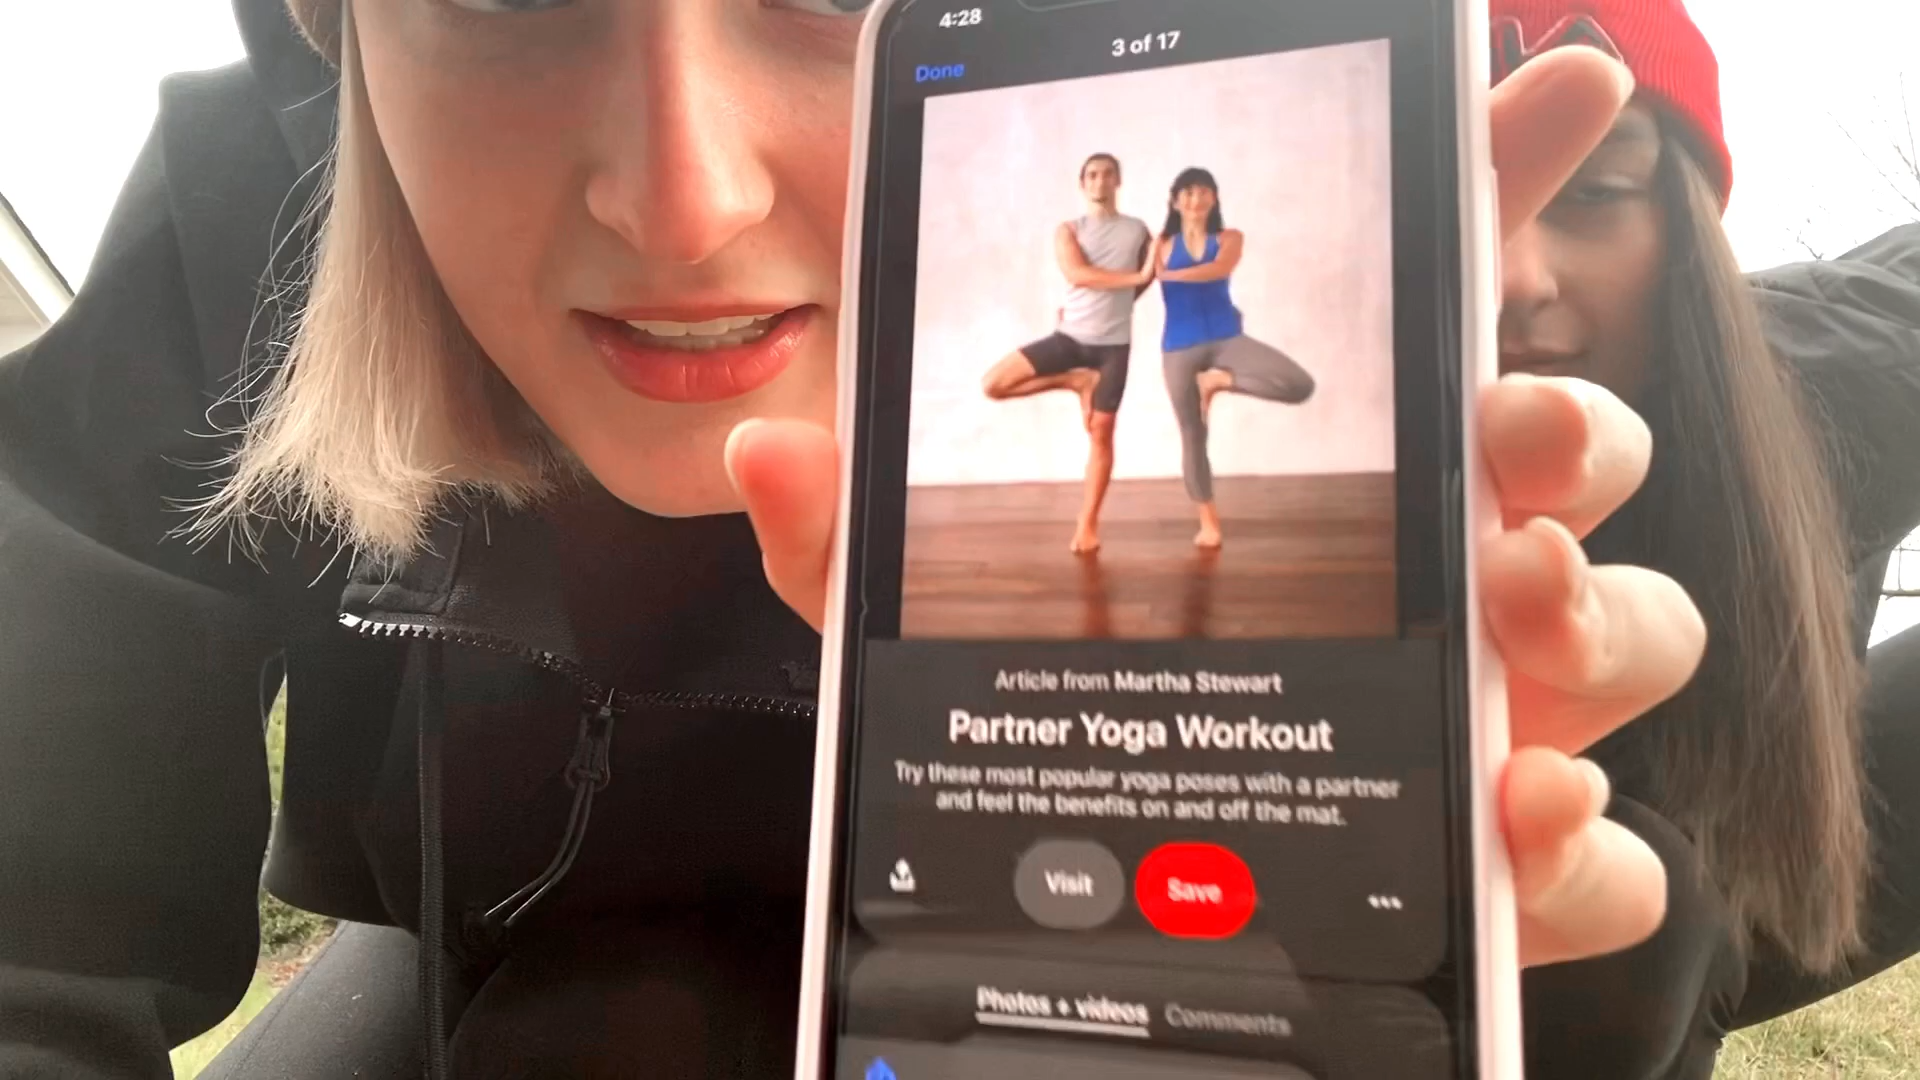 4:28
3 of 17
Done
Article from Martha Stewart
Partner Yoga Workout
Try these most popular yoga poses with a partner
and feel the benefits on and off the mat.
Visit
Save
Photos + videos
Comments